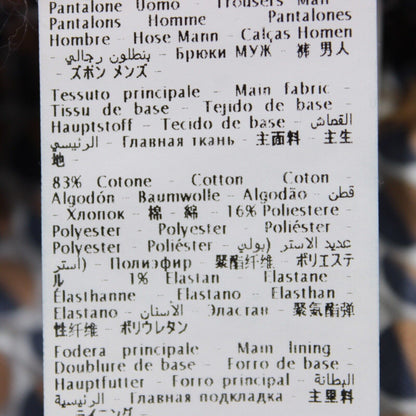 Pantalone Uomo - Trousers Man -
Pantalons Homme - Pantalones
Hombre - Hose Mann - Calças Homen
- بنطلون رجالي - Брюки МУЖ - 裤 男人
- ズボン メンズ -
Tessuto principale - Main fabric -
Tissu de base - Tejido de base -
Hauptstoff - Tecido de base - القماش
الرئيسي - Главная ткань - 主面料 - 主生
地 -
83% Cotone - Cotton - Coton -
Algodón - Baumwolle - Algodão - قطن
- Хлопок - 棉 - 綿 - 16% Poliestere -
Polyester - Polyester - Poliéster -
Polyester - Poliéster - عديد الاستر (بولي
أستر) - Полиэфир - 聚酯纤维 - ポリエステ
ル - 1% Elastan - Elastane -
Élasthanne - Elastano - Elasthan -
Elastano - الأستان - Эластан - 聚氨酯弹
性纤维 - ポリウレタン
Fodera principale - Main lining -
Doublure de base - Forro de base -
Hauptfutter - Forro principal - البطانة
الرئيسية - Главная подкладка - 主里料
- ライニング -